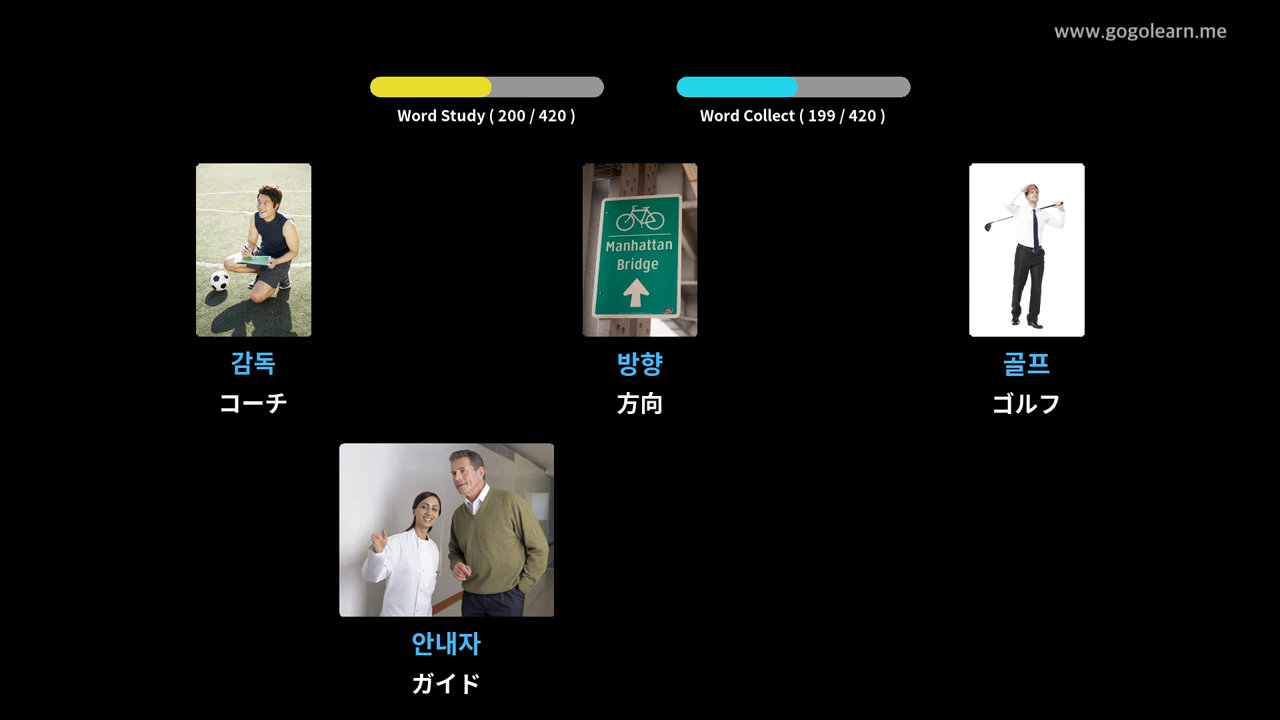 www.gogolearn.me
Word Study ( 200 / 420 )
Word Collect ( 199 / 420 )
Manhattan
Bridge
감독
방향
골프
コーチ
方向
ゴルフ
안내자
ガイド